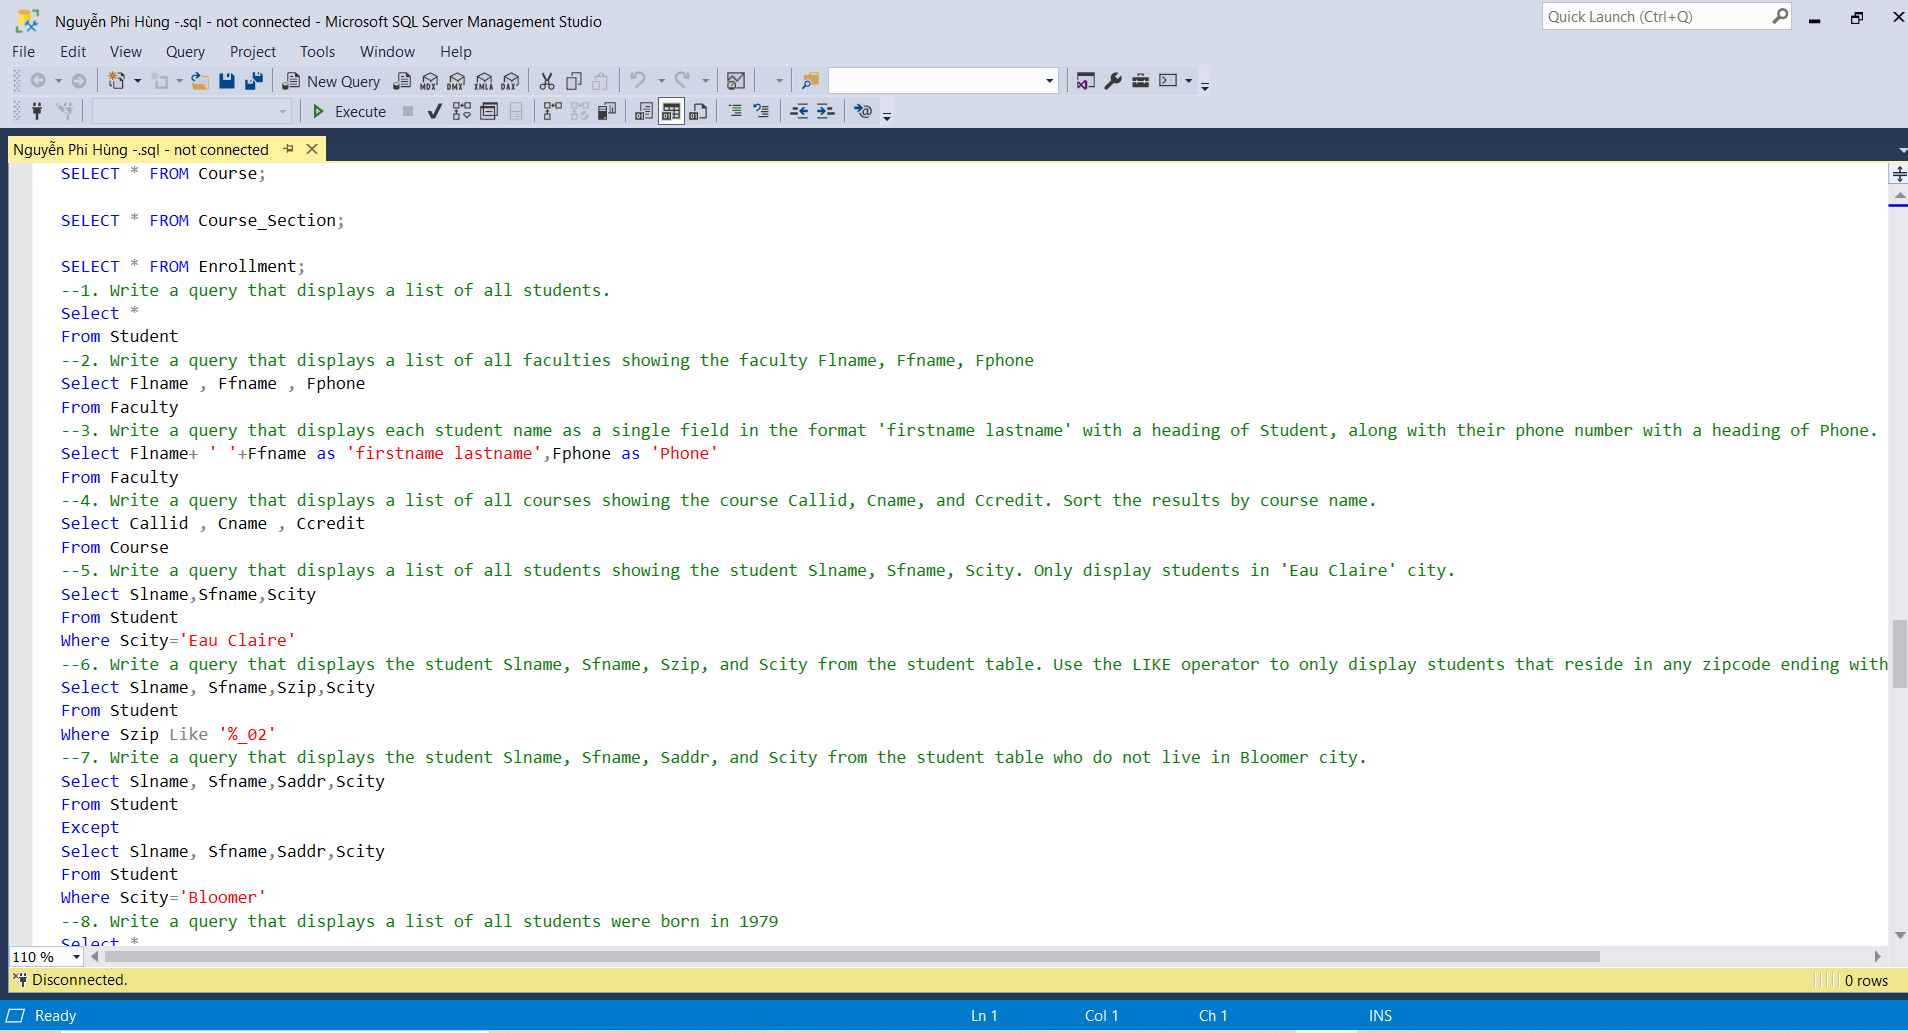 Nguyễn Phi Hùng -.sql - not connected - Microsoft SQL Server Management Studio
Quick Launch (Ctrl+Q)
File Edit View Query Project Tools Window Help
New Query MDX DMX XMLA DAX
Execute
Nguyễn Phi Hùng -.sql - not connected
SELECT * FROM Course;
SELECT * FROM Course_Section;
SELECT * FROM Enrollment;
--1. Write a query that displays a list of all students.
Select *
From Student
--2. Write a query that displays a list of all faculties showing the faculty Flname, Ffname, Fphone
Select Flname , Ffname , Fphone
From Faculty
--3. Write a query that displays each student name as a single field in the format 'firstname lastname' with a heading of Student, along with their phone number with a heading of Phone.
Select Flname+ ' '+Ffname as 'firstname lastname',Fphone as 'Phone'
From Faculty
--4. Write a query that displays a list of all courses showing the course Callid, Cname, and Ccredit. Sort the results by course name.
Select Callid , Cname , Ccredit
From Course
--5. Write a query that displays a list of all students showing the student Slname, Sfname, Scity. Only display students in 'Eau Claire' city.
Select Slname,Sfname,Scity
From Student
Where Scity='Eau Claire'
--6. Write a query that displays the student Slname, Sfname, Szip, and Scity from the student table. Use the LIKE operator to only display students that reside in any zipcode ending with
Select Slname, Sfname,Szip,Scity
From Student
Where Szip Like '%_02'
--7. Write a query that displays the student Slname, Sfname, Saddr, and Scity from the student table who do not live in Bloomer city.
Select Slname, Sfname,Saddr,Scity
From Student
Except
Select Slname, Sfname,Saddr,Scity
From Student
Where Scity='Bloomer'
--8. Write a query that displays a list of all students were born in 1979
Select *
110 %
Disconnected. 0 rows
Ready Ln 1 Col 1 Ch 1 INS